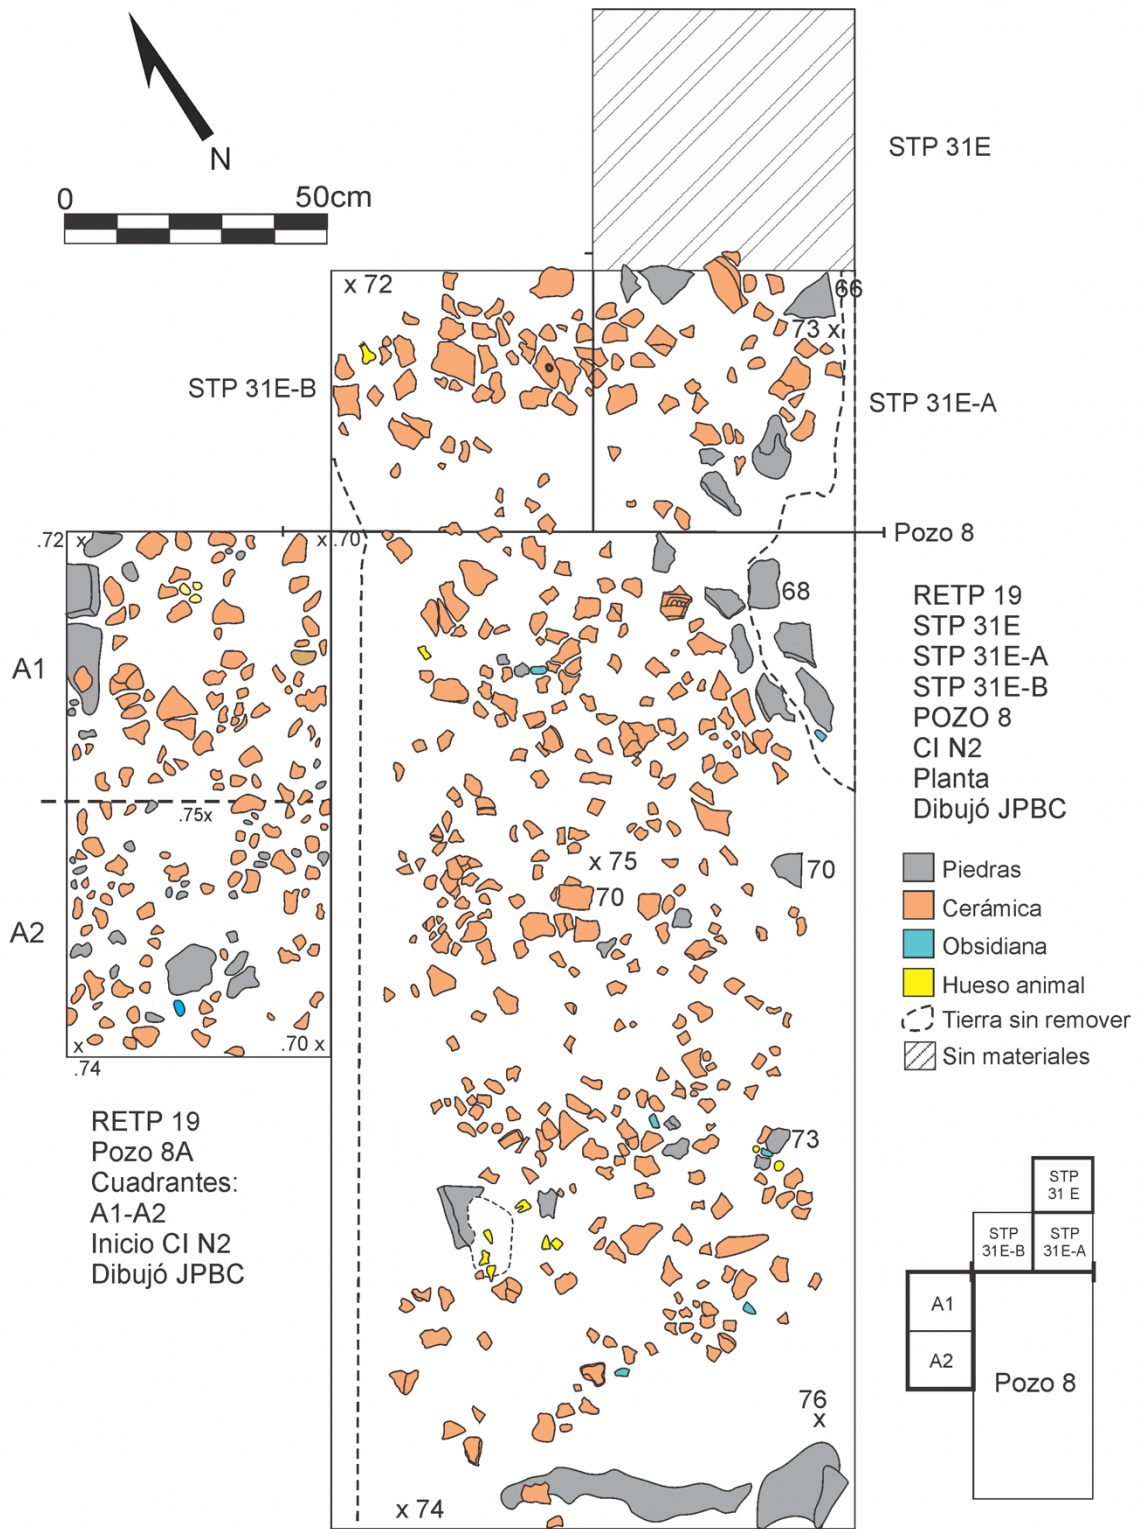 N
0 50cm
STP 31E
x 72
66
73 x
STP 31E-B
STP 31E-A
.72 x
x .70
Pozo 8
68
A1
RETP 19
STP 31E
STP 31E-A
STP 31E-B
POZO 8
CI N2
Planta
Dibujó JPBC
.75x
x 75
70
70
A2
Piedras
Cerámica
Obsidiana
Hueso animal
Tierra sin remover
Sin materiales
x
.74
.70 x
RETP 19
Pozo 8A
Cuadrantes:
A1-A2
Inicio CI N2
Dibujó JPBC
73
76
x
x 74
STP
31 E
STP
31E-B
STP
31E-A
A1
A2
Pozo 8